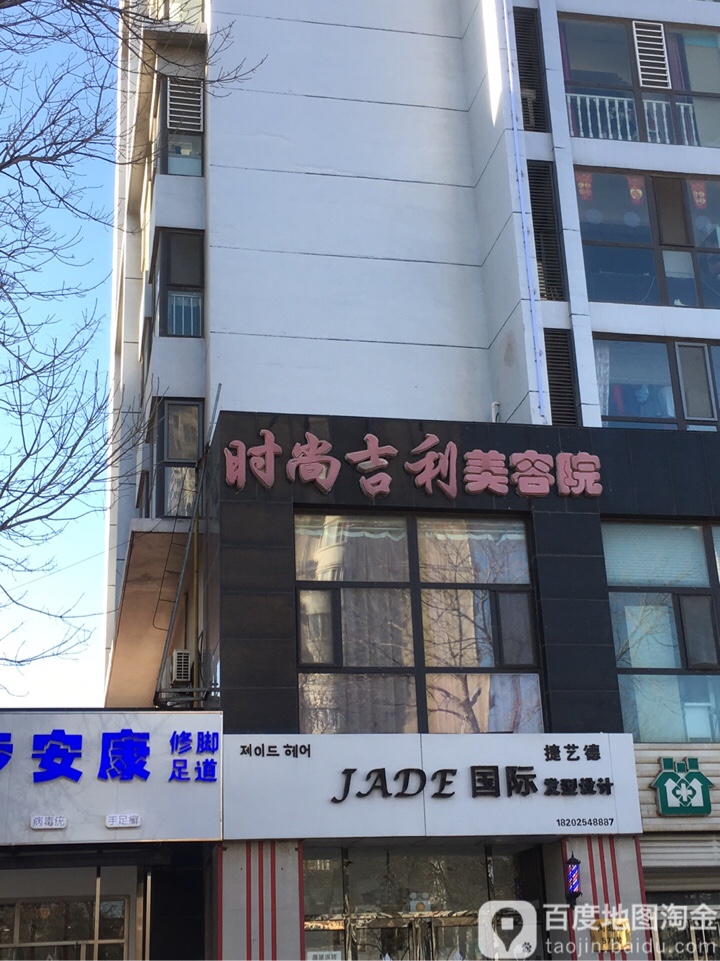 时尚吉利美容院
步安康
修脚
足道
病毒疣
手足癣
제이드헤어
JADE 国际
捷艺德
发型设计
18202548887
百度地图淘金
taojin.baidu.com